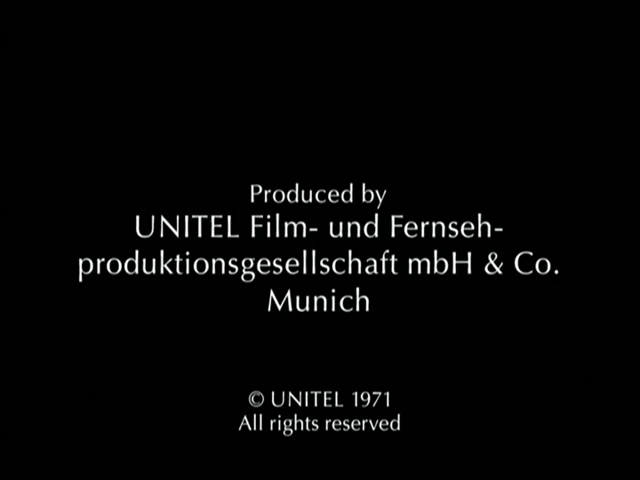 Produced by
UNITEL Film- und Fernseh-
produktionsgesellschaft mbH & Co.
Munich
© UNITEL 1971
All rights reserved